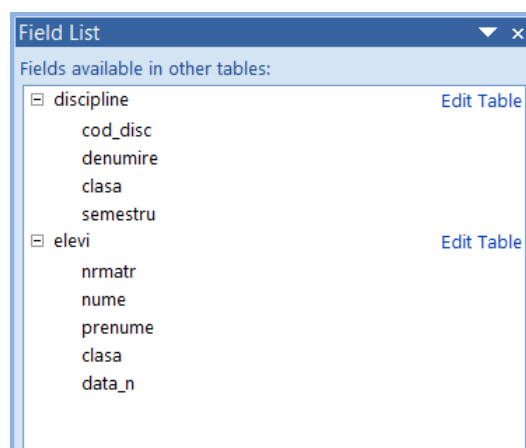 Field List
Fields available in other tables:
discipline Edit Table
cod_disc
denumire
clasa
semestru
elevi Edit Table
nrmatr
nume
prenume
clasa
data_n